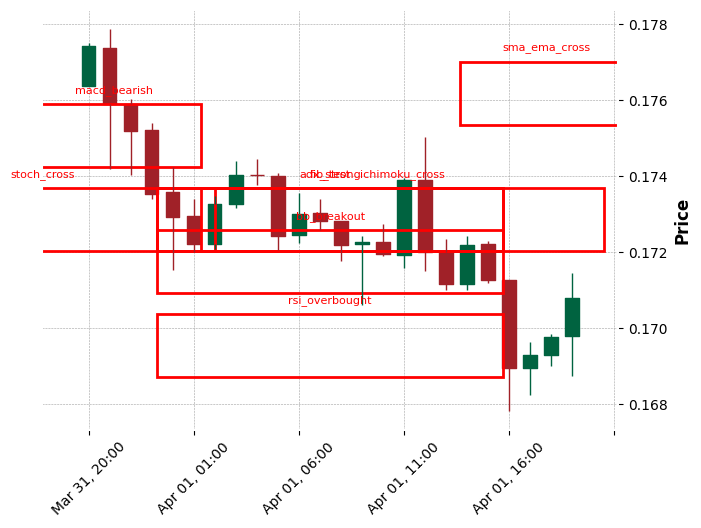 0.178
sma_ema_cross
0.176
macd_bearish
stoch_cross
0.174
ichimoku_cross
0.172
rsi_overbought
0.170
0.168
Price
Mar 31, 20:00
Apr 01, 01:00
Apr 01, 06:00
Apr 01, 11:00
Apr 01, 16:00